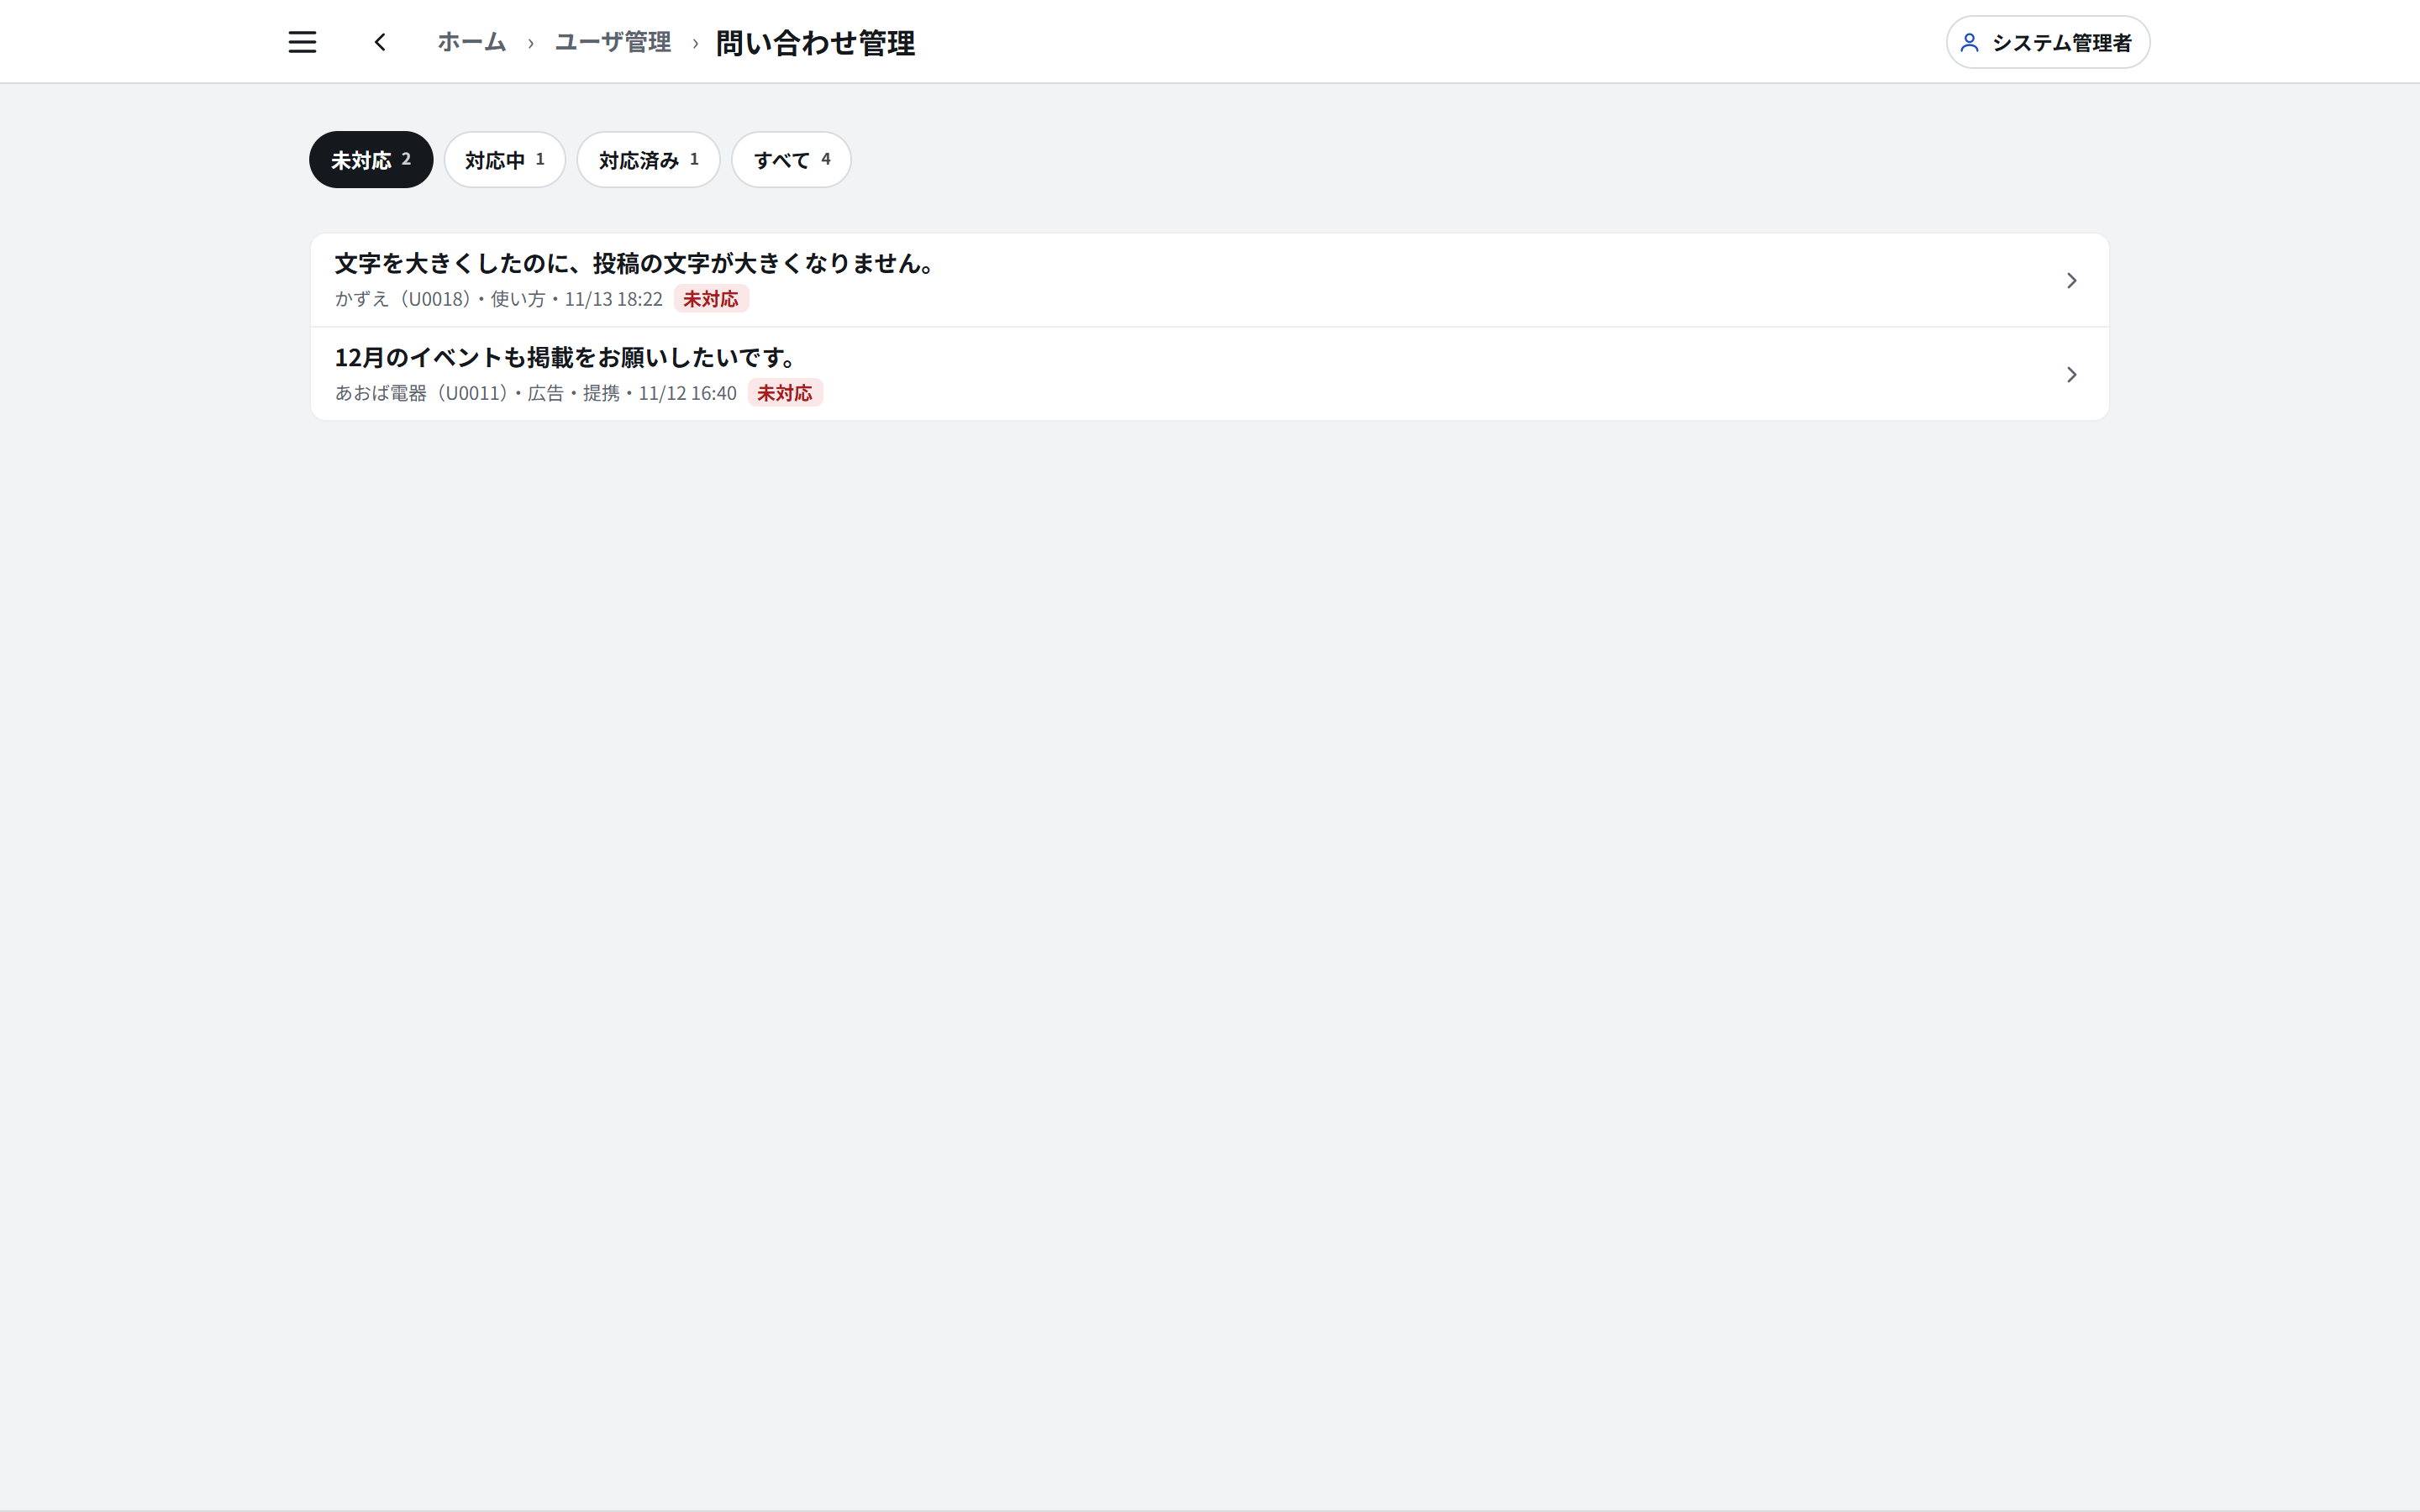 ホーム › ユーザ管理 › 問い合わせ管理
システム管理者
未対応 2 対応中 1 対応済み 1 すべて 4
文字を大きくしたのに、投稿の文字が大きくなりません。
かずえ（U0018）・使い方・11/13 18:22 未対応
12月のイベントも掲載をお願いしたいです。
あおば電器（U0011）・広告・提携・11/12 16:40 未対応